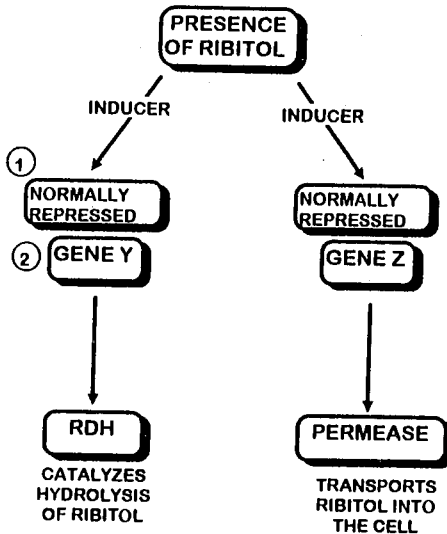 PRESENCE
OF RIBITOL
INDUCER
INDUCER
1
NORMALLY
REPRESSED
NORMALLY
REPRESSED
2
GENE Y
GENE Z
RDH
PERMEASE
CATALYZES
HYDROLYSIS
OF RIBITOL
TRANSPORTS
RIBITOL INTO
THE CELL